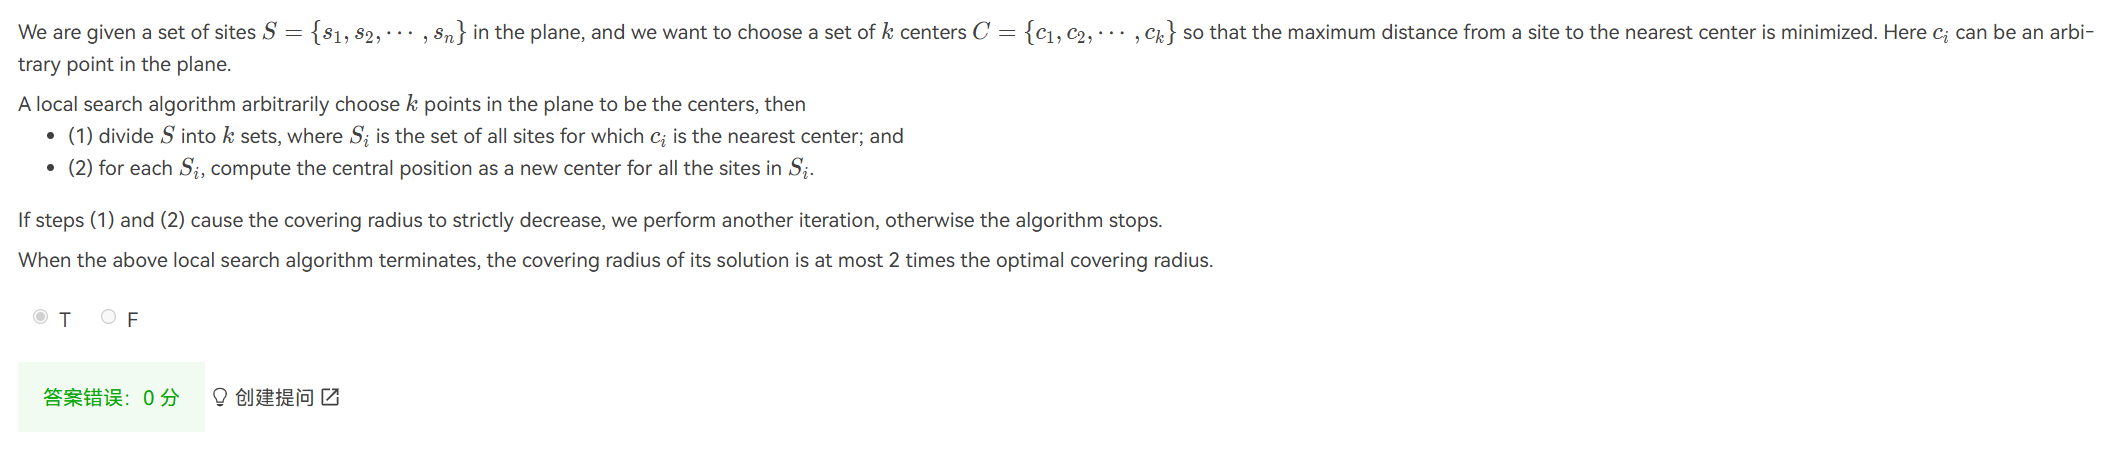 We are given a set of sites $S = \{s_1, s_2, \cdots, s_n\}$ in the plane, and we want to choose a set of $k$ centers $C = \{c_1, c_2, \cdots, c_k\}$ so that the maximum distance from a site to the nearest center is minimized. Here $c_i$ can be an arbi-
trary point in the plane.
A local search algorithm arbitrarily choose $k$ points in the plane to be the centers, then
• (1) divide $S$ into $k$ sets, where $S_i$ is the set of all sites for which $c_i$ is the nearest center; and
• (2) for each $S_i$, compute the central position as a new center for all the sites in $S_i$.
If steps (1) and (2) cause the covering radius to strictly decrease, we perform another iteration, otherwise the algorithm stops.
When the above local search algorithm terminates, the covering radius of its solution is at most 2 times the optimal covering radius.
T F
答案错误：0 分 创建提问